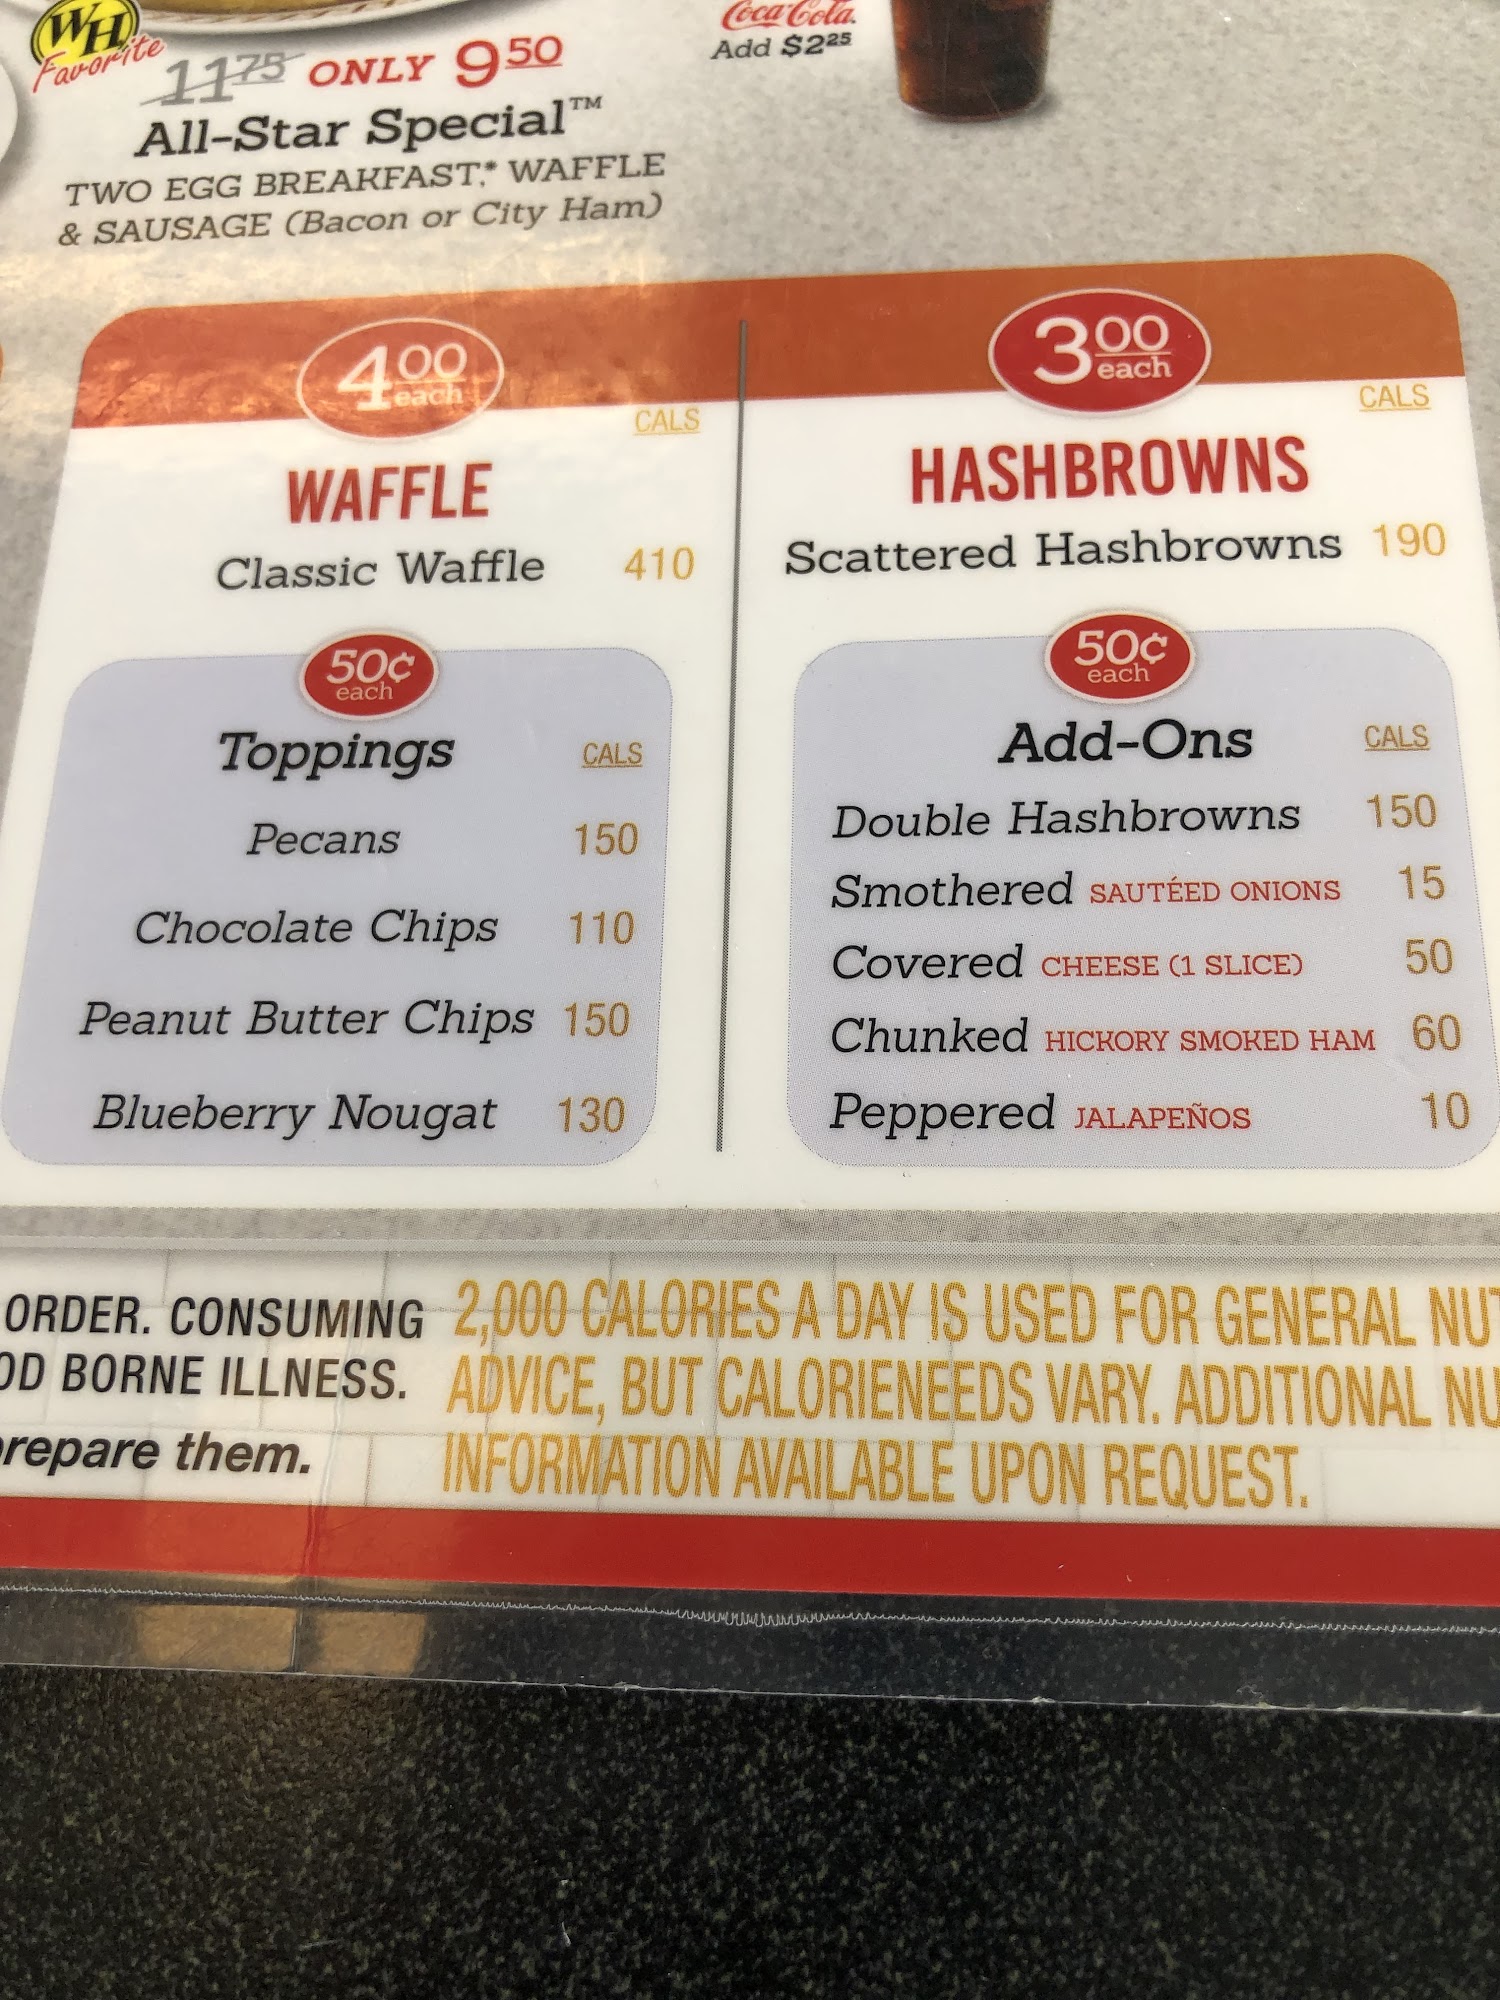 WH
Favorite
11 75 ONLY 9 50
All-Star Special™
TWO EGG BREAKFAST,* WAFFLE
& SAUSAGE (Bacon or City Ham)
Coca-Cola.
Add $2 25
4 00 each
CALS
WAFFLE
Classic Waffle 410
50¢
each
Toppings CALS
Pecans 150
Chocolate Chips 110
Peanut Butter Chips 150
Blueberry Nougat 130
3 00 each
CALS
HASHBROWNS
Scattered Hashbrowns 190
50¢
each
Add-Ons CALS
Double Hashbrowns 150
Smothered SAUTÉED ONIONS 15
Covered CHEESE (1 SLICE) 50
Chunked HICKORY SMOKED HAM 60
Peppered JALAPEÑOS 10
ORDER. CONSUMING
OD BORNE ILLNESS.
prepare them.
2,000 CALORIES A DAY IS USED FOR GENERAL NUT
ADVICE, BUT CALORIENEEDS VARY. ADDITIONAL NU
INFORMATION AVAILABLE UPON REQUEST.